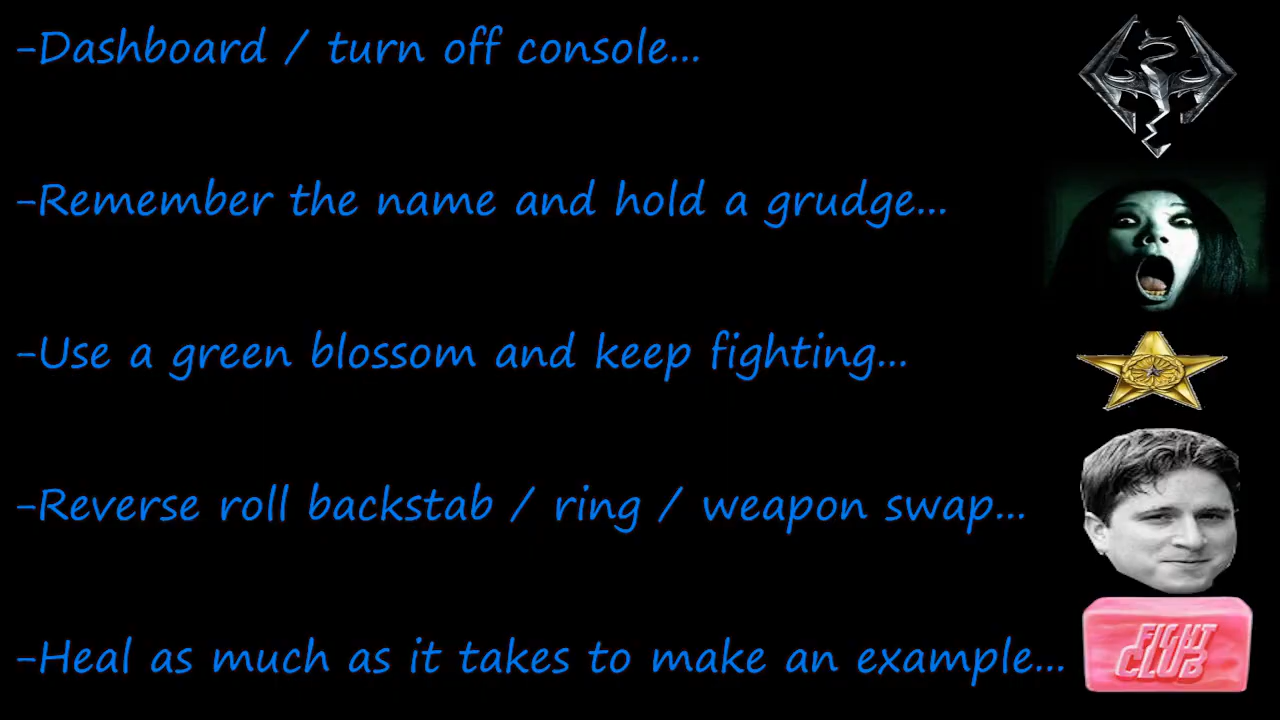 -Dashboard / turn off console...
-Remember the name and hold a grudge...
-Use a green blossom and keep fighting...
-Reverse roll backstab / ring / weapon swap...
-Heal as much as it takes to make an example...
FIGHT
CLUB